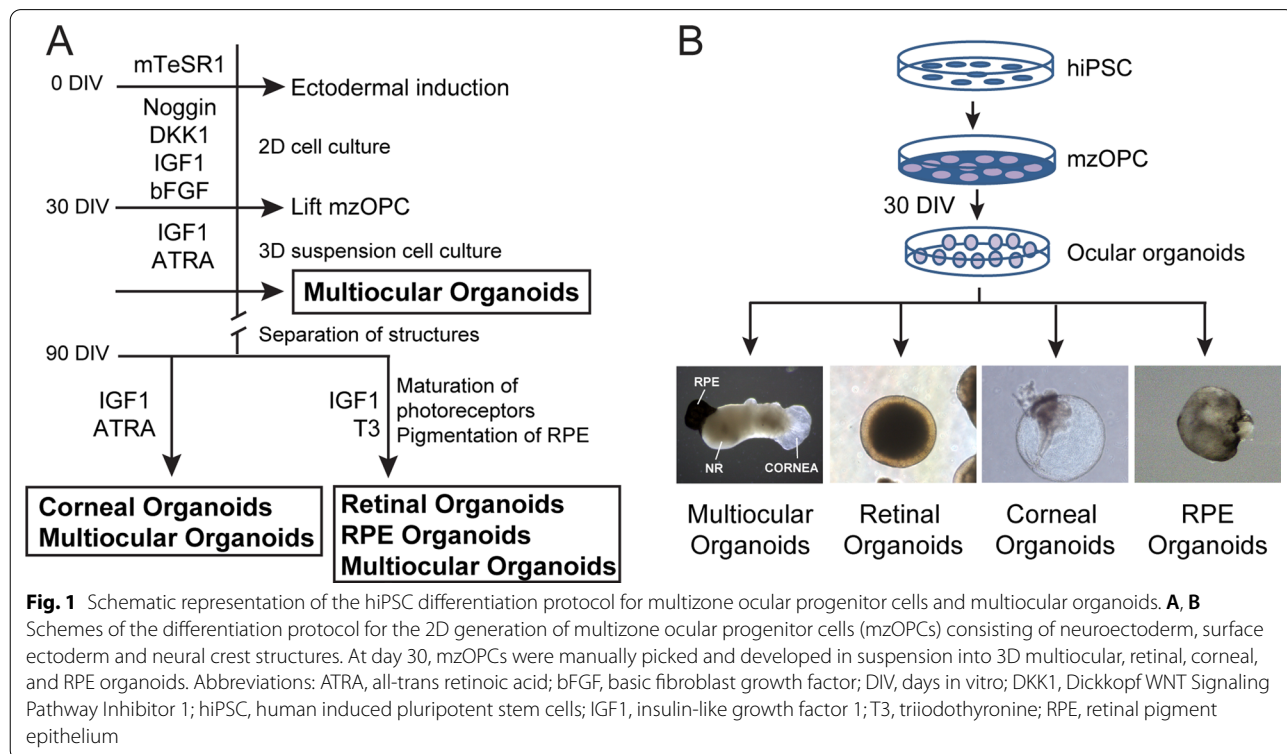 A
mTeSR1
0 DIV
Ectodermal induction
Noggin
DKK1
IGF1
bFGF
2D cell culture
30 DIV
Lift mzOPC
IGF1
ATRA
3D suspension cell culture
Multiocular Organoids
Separation of structures
90 DIV
IGF1
ATRA
IGF1
T3
Maturation of
photoreceptors
Pigmentation of RPE
Corneal Organoids
Multiocular Organoids
Retinal Organoids
RPE Organoids
Multiocular Organoids
B
hiPSC
mzOPC
30 DIV
Ocular organoids
RPE
NR
CORNEA
Multiocular
Organoids
Retinal
Organoids
Corneal
Organoids
RPE
Organoids
Fig. 1 Schematic representation of the hiPSC differentiation protocol for multizone ocular progenitor cells and multiocular organoids. A, B
Schemes of the differentiation protocol for the 2D generation of multizone ocular progenitor cells (mzOPCs) consisting of neuroectoderm, surface
ectoderm and neural crest structures. At day 30, mzOPCs were manually picked and developed in suspension into 3D multiocular, retinal, corneal,
and RPE organoids. Abbreviations: ATRA, all-trans retinoic acid; bFGF, basic fibroblast growth factor; DIV, days in vitro; DKK1, Dickkopf WNT Signaling
Pathway Inhibitor 1; hiPSC, human induced pluripotent stem cells; IGF1, insulin-like growth factor 1; T3, triiodothyronine; RPE, retinal pigment
epithelium